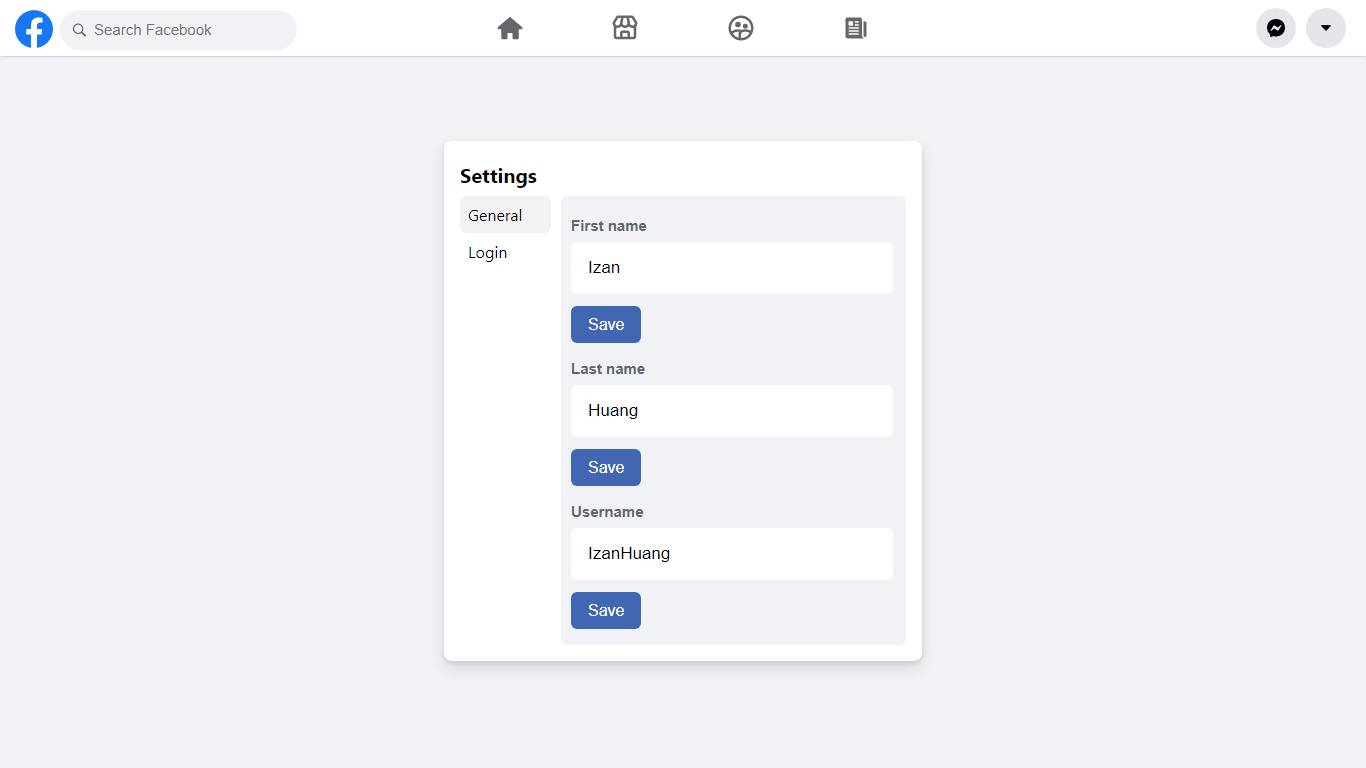 Search Facebook
Settings
General
Login
First name
Izan
Save
Last name
Huang
Save
Username
IzanHuang
Save